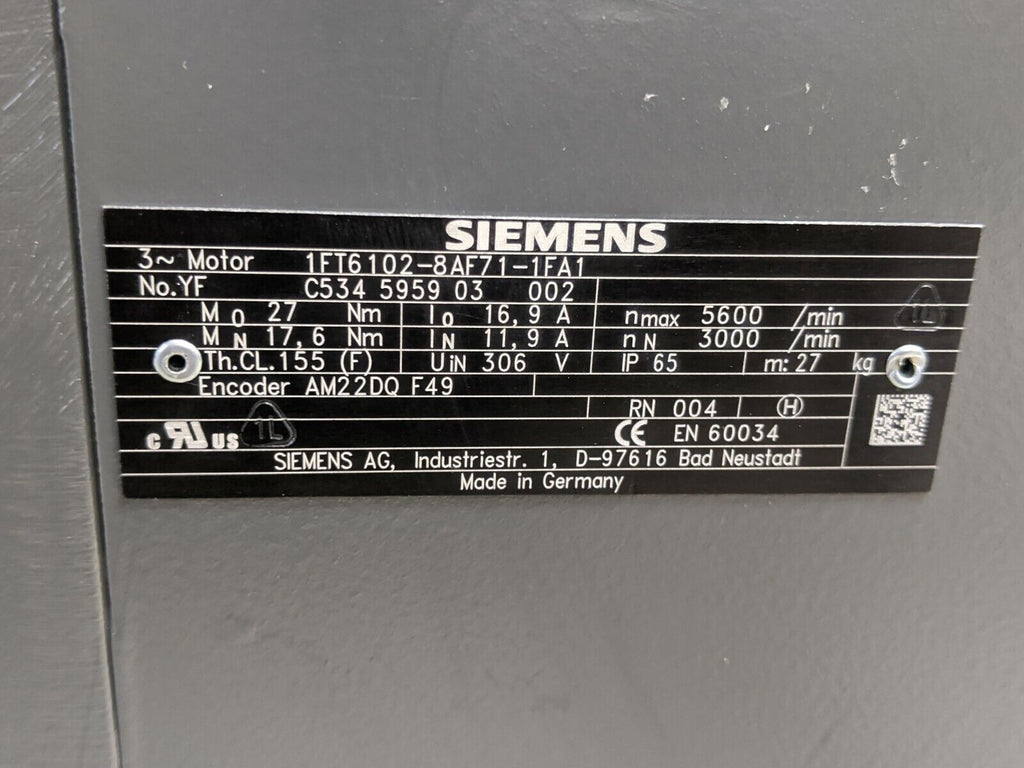 SIEMENS
3~ Motor 1FT6102-8AF71-1FA1
No.YF C534 5959 03 002
M0 27 Nm I0 16,9 A nmax 5600 /min
MN 17,6 Nm IN 11,9 A nN 3000 /min
Th.CL.155 (F) UIN 306 V IP 65 m: 27 kg
Encoder AM22DQ F49
RN 004 H
c RU US 1L CE EN 60034
1L
SIEMENS AG, Industriestr. 1, D-97616 Bad Neustadt
Made in Germany